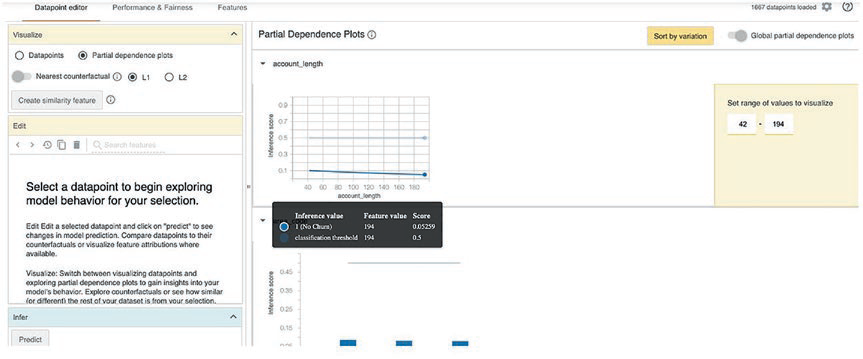 Datapoint editor
Performance & Fairness
Features
1667 datapoints loaded
Visualize
Datapoints
Partial dependence plots
Nearest counterfactual
L1
L2
Create similarity feature
Edit
Search features
Select a datapoint to begin exploring
model behavior for your selection.
Edit Edit a selected datapoint and click on "predict" to see
changes in model prediction. Compare datapoints to their
counterfactuals or visualize feature attributions where
available.
Visualize: Switch between visualizing datapoints and
exploring partial dependence plots to gain insights into your
model's behavior. Explore counterfactuals or see how similar
(or different) the rest of your dataset is from your selection.
Infer
Predict
Partial Dependence Plots
Sort by variation
Global partial dependence plots
account_length
0.9
0.7
0.5
0.3
0.1
Inference score
40 60 80 100 120 140 160 180
account_length
Set range of values to visualize
42 - 194
Inference value Feature value Score
1 (No Churn) 194 0.05259
classification threshold 194 0.5
0.45
0.35
0.25
0.15
0.05
Inference score